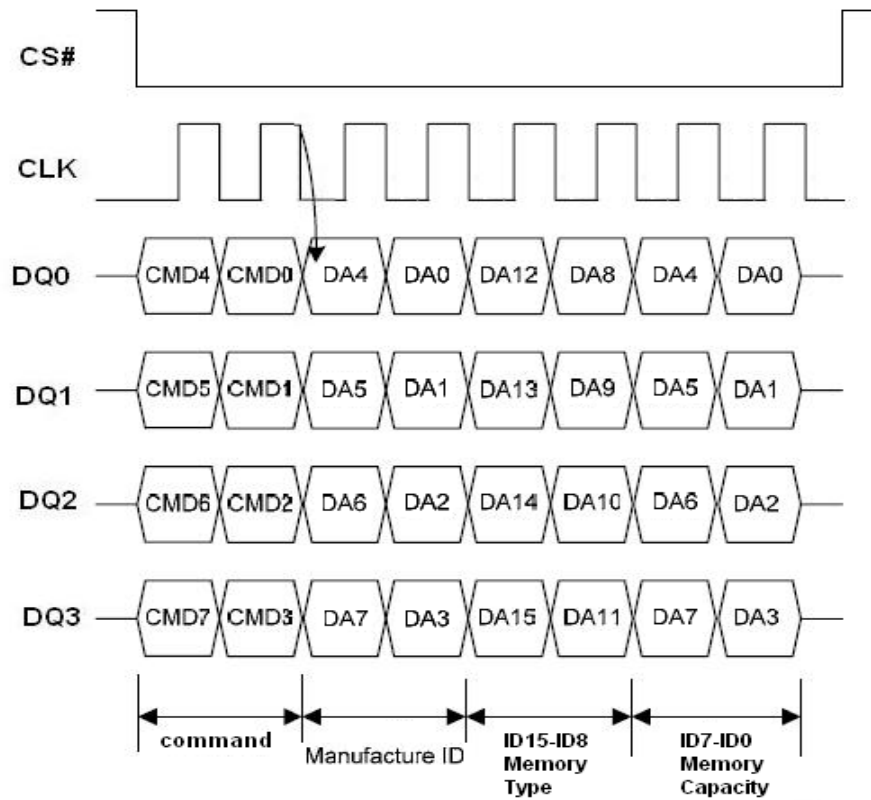 CS#
CLK
DQ0 CMD4 CMD0 DA4 DA0 DA12 DA8 DA4 DA0
DQ1 CMD5 CMD1 DA5 DA1 DA13 DA9 DA5 DA1
DQ2 CMD6 CMD2 DA6 DA2 DA14 DA10 DA6 DA2
DQ3 CMD7 CMD3 DA7 DA3 DA15 DA11 DA7 DA3
command
Manufacture ID
ID15-ID8
Memory
Type
ID7-ID0
Memory
Capacity